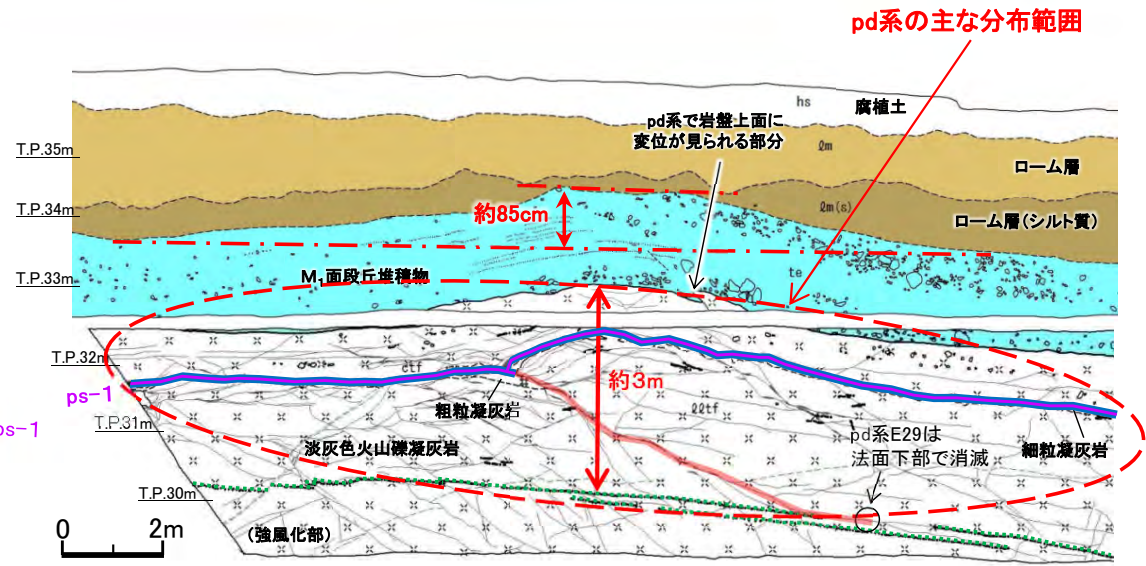 pd系の主な分布範囲
hs
腐植土
pd系で岩盤上面に
変位が見られる部分
T.P.35m
ℓm
ローム層
T.P.34m
約85cm
ℓm(s)
ローム層(シルト質)
T.P.33m
M₁面段丘堆積物
te
T.P.32m
ctf
約3m
ps-1
粗粒凝灰岩
ps-1
T.P.31m
ℓℓtf
淡灰色火山礫凝灰岩
pd系E29は
法面下部で消滅
細粒凝灰岩
T.P.30m
0
2m
(強風化部)